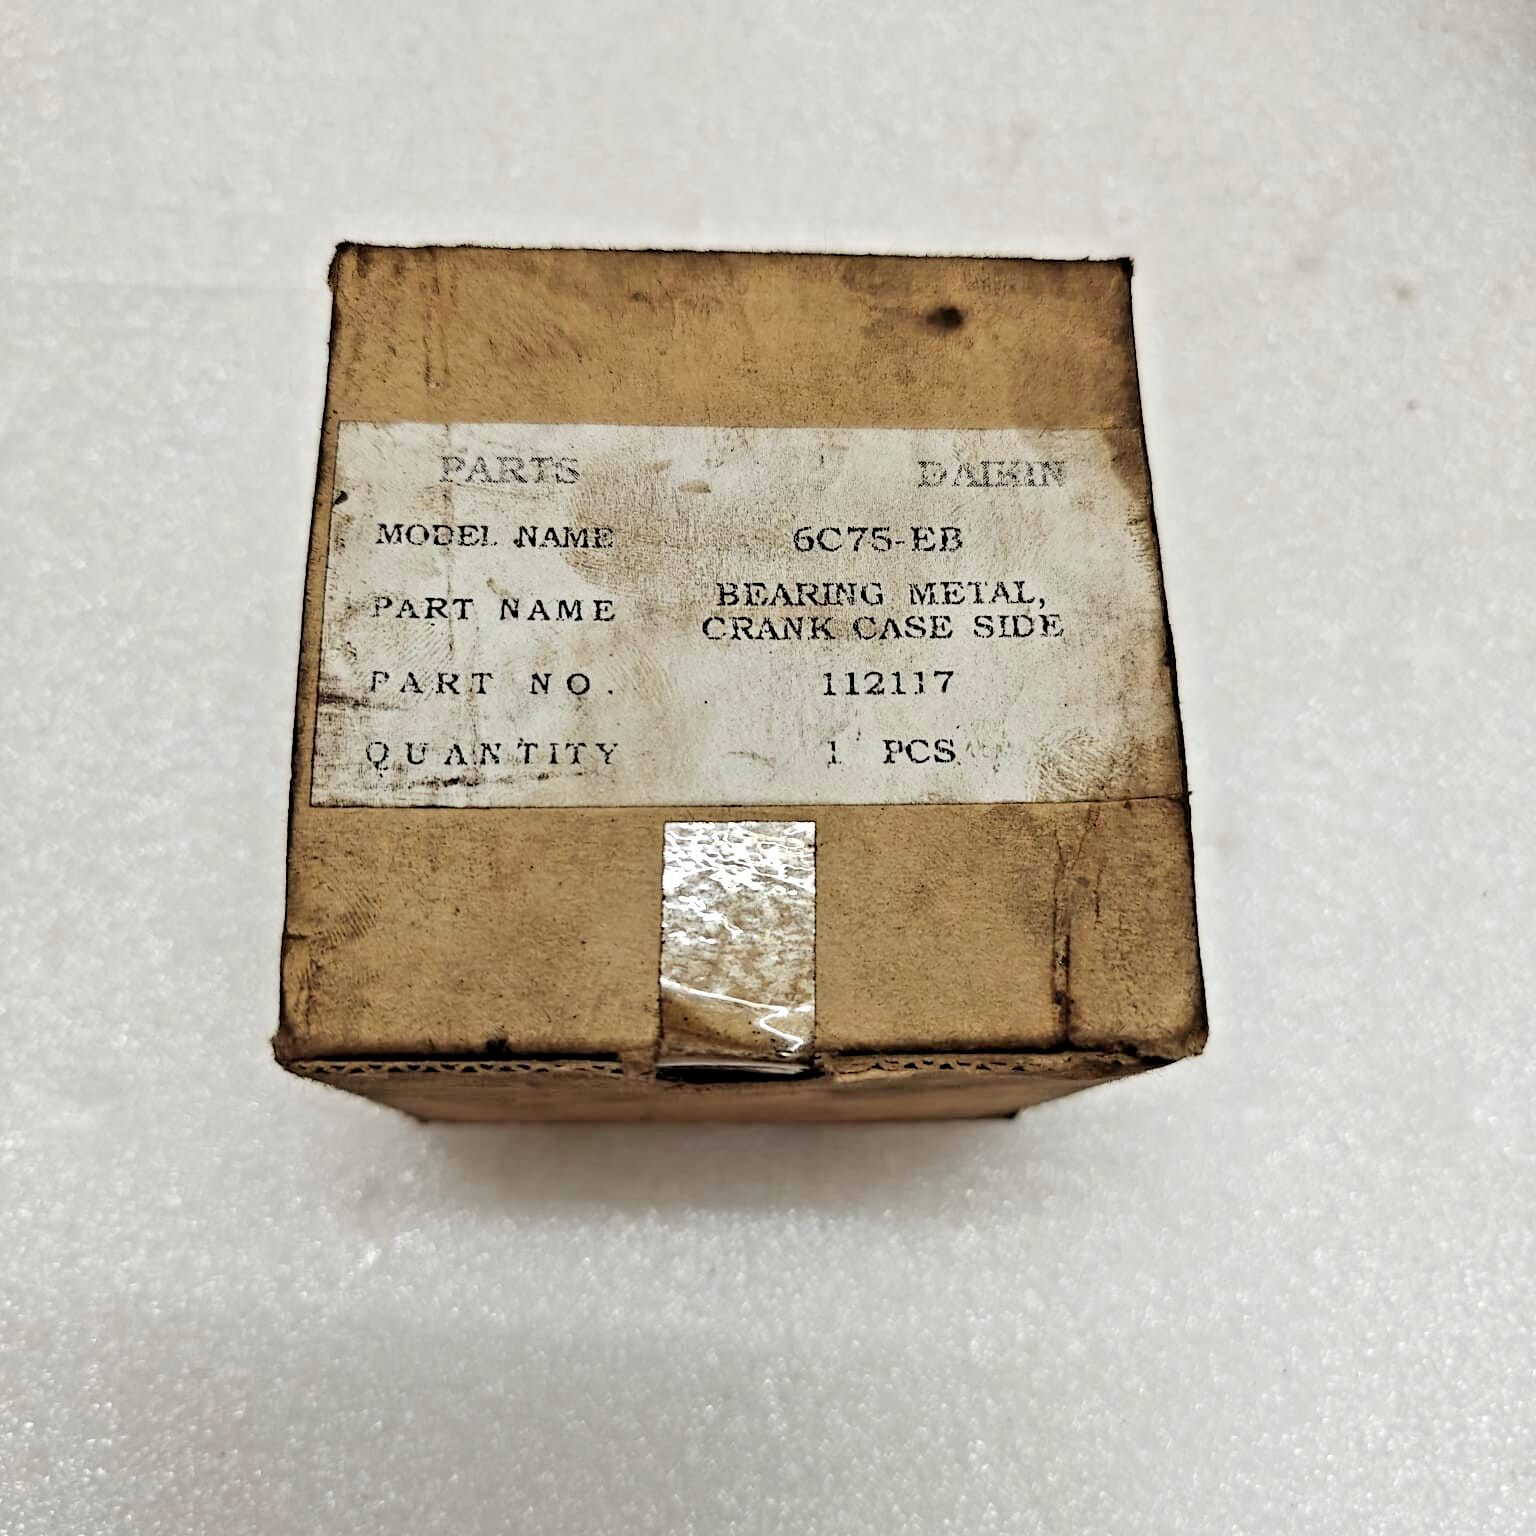 PARTS DAIKIN
MODEL NAME 6C75-EB
PART NAME BEARING METAL,
CRANK CASE SIDE
PART NO. 112117
QUANTITY 1 PCS